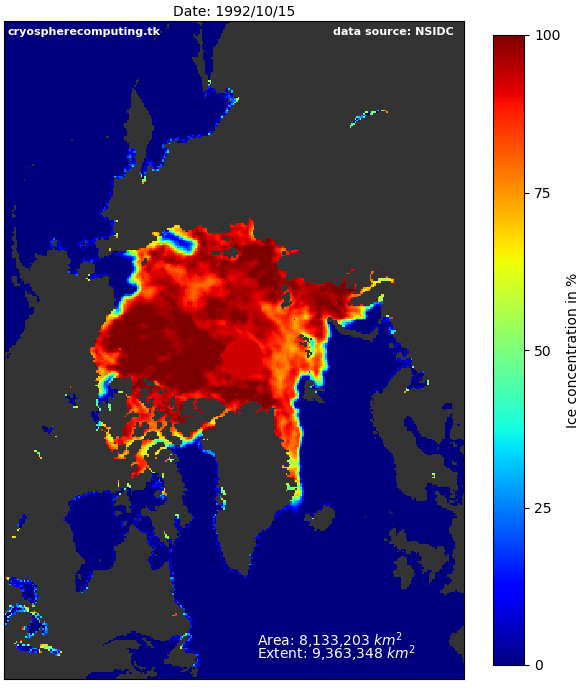 Date: 1992/10/15
cryospherecomputing.tk
data source: NSIDC
100
75
50
25
0
Ice concentration in %
Area: 8,133,203 km²
Extent: 9,363,348 km²